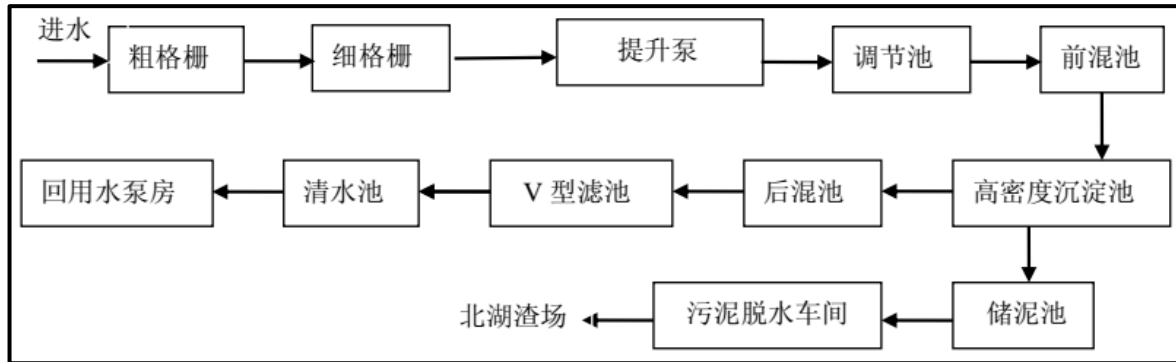 进水
粗格栅
细格栅
提升泵
调节池
前混池
回用水泵房
清水池
V 型滤池
后混池
高密度沉淀池
北湖渣场
污泥脱水车间
储泥池